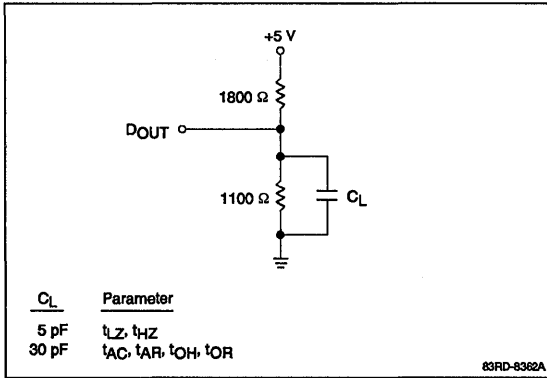 +5 V
1800 Ω
DOUT
1100 Ω
CL
CL Parameter
5 pF tLZ, tHZ
30 pF tAC, tAR, tOH, tOR
83RD-8362A